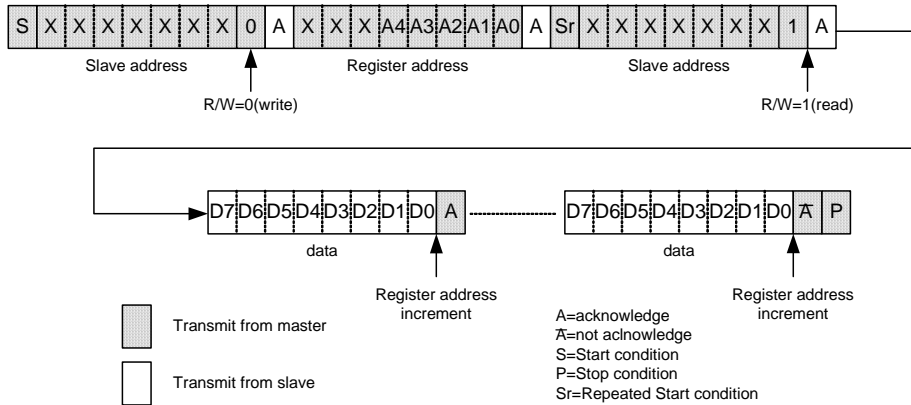 S X X X X X X X 0 A X X X A4 A3 A2 A1 A0 A Sr X X X X X X X 1 A
Slave address Register address Slave address
R/W=0(write) R/W=1(read)
D7 D6 D5 D4 D3 D2 D1 D0 A D7 D6 D5 D4 D3 D2 D1 D0 A̅ P
data data
Register address increment Register address increment
Transmit from master
Transmit from slave
A=acknowledge
A̅=not aclnowledge
S=Start condition
P=Stop condition
Sr=Repeated Start condition